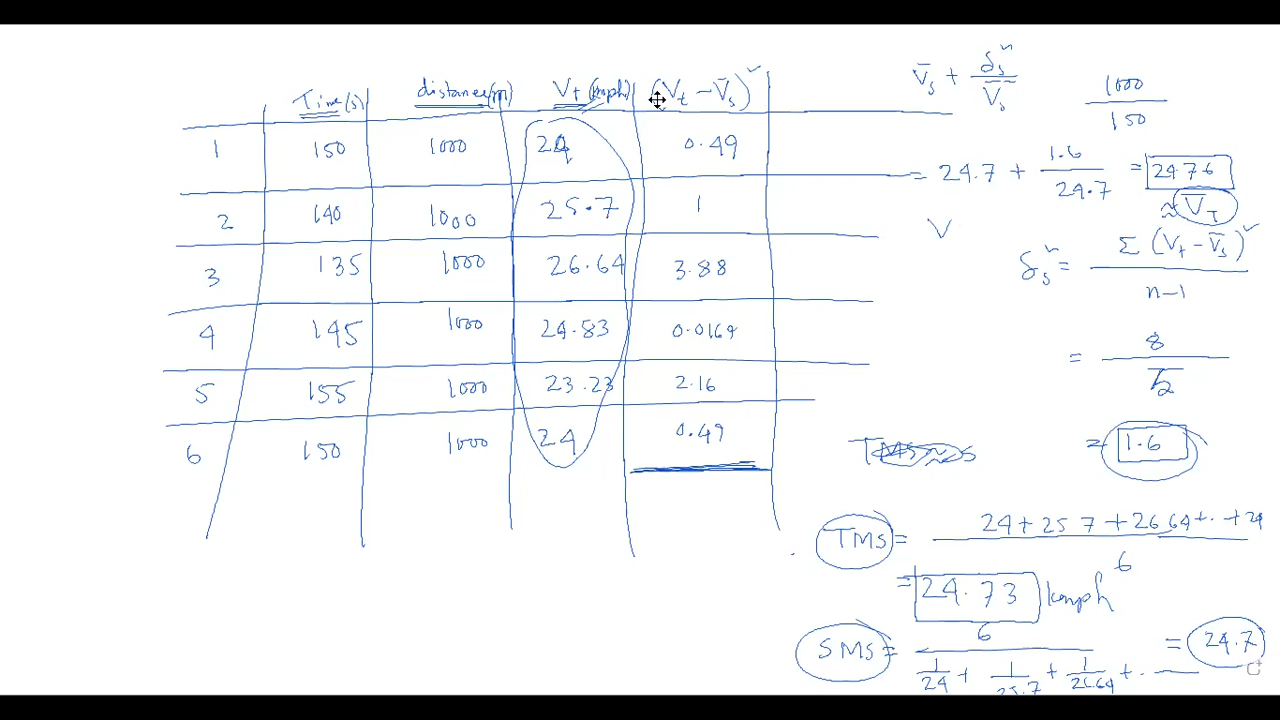 Time(s) distance(m) Vt (kmph) (Vt - V̄s)²
1 150 1000 24 0.49
2 140 1000 25.7 1
3 135 1000 26.64 3.88
4 145 1000 24.83 0.0169
5 155 1000 23.23 2.16
6 150 1000 24 0.49
V̄s + δs²/V̄s
1000/150
= 24.7 + 1.6/24.7 = 24.76
≈ V̄T
V
δs² = Σ (Vt - V̄s)²/n-1
= 8/5
= 1.6
TMS = 24+25.7+26.64+..+24/6
= 24.73 kmph
SMS = 6/1/24 + 1/25.7 + 1/26.64 + .. = 24.7